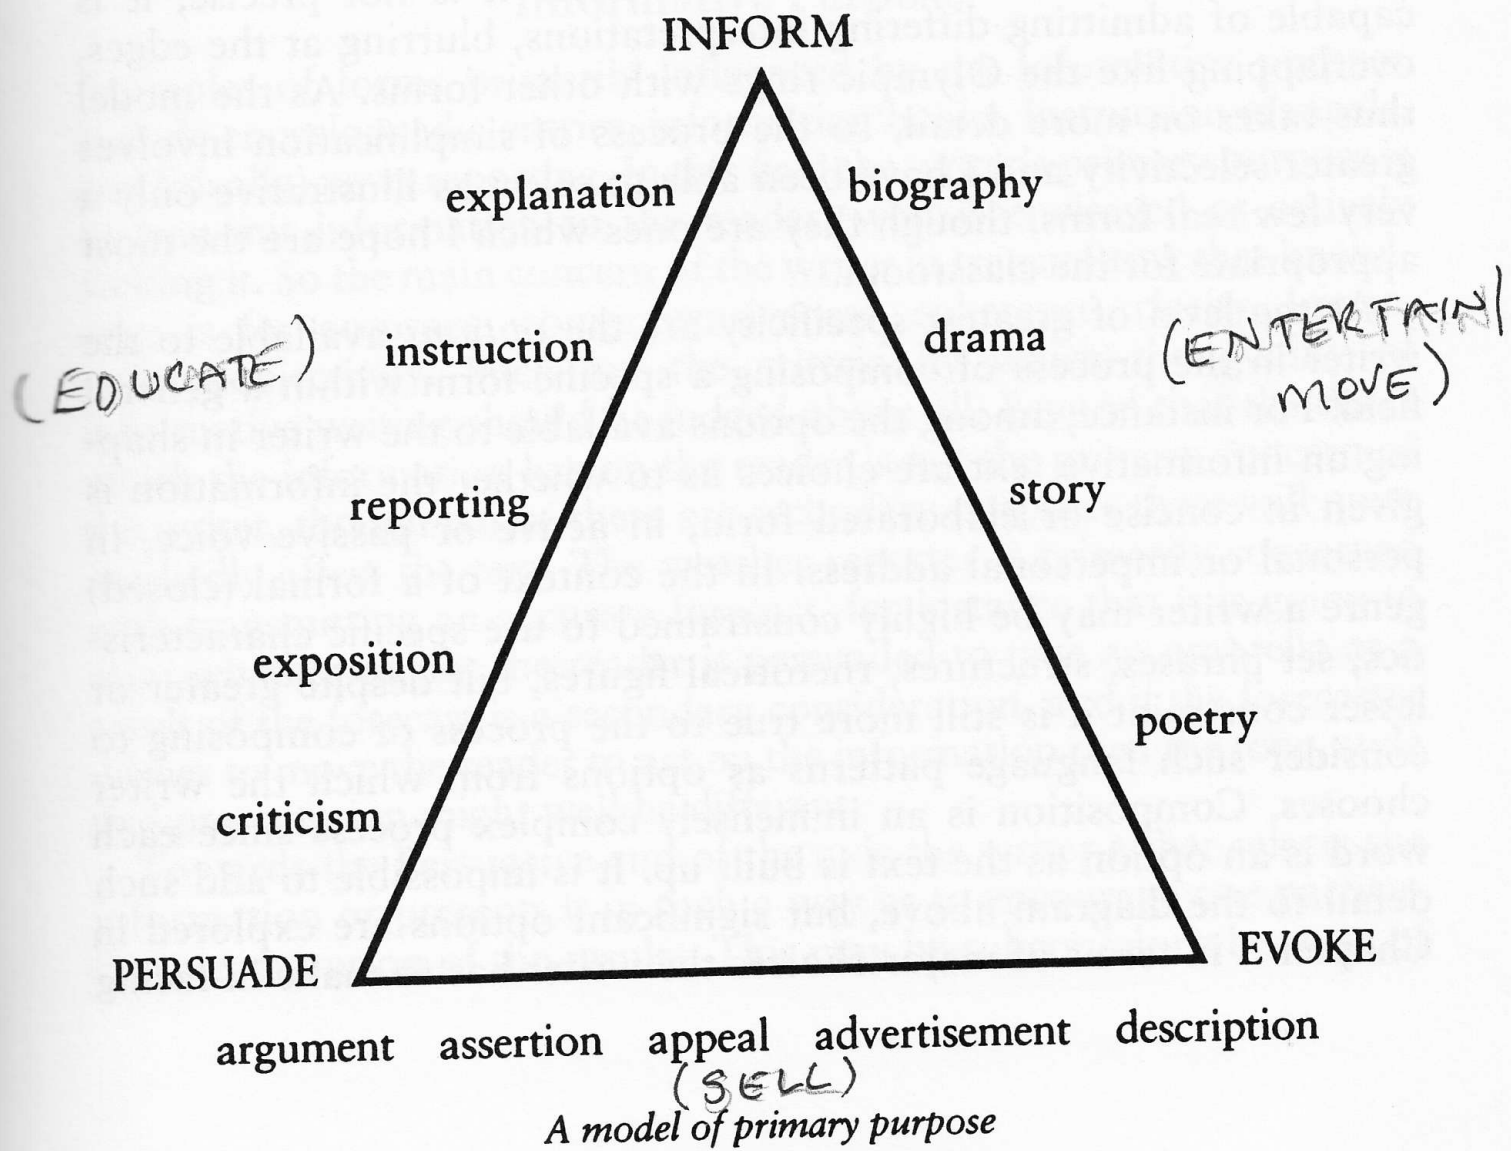 INFORM
explanation
biography
instruction
drama
(EDUCATE)
(ENTERTAIN/
MOVE)
reporting
story
exposition
poetry
criticism
PERSUADE
EVOKE
argument assertion appeal advertisement description
(SELL)
A model of primary purpose